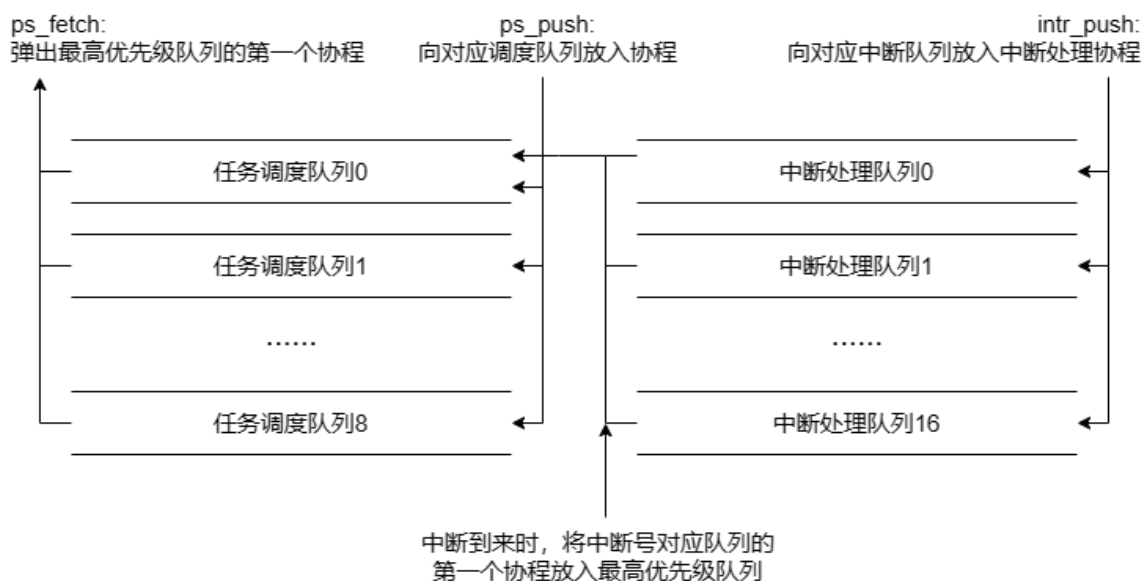 ps_fetch:
弹出最高优先级队列的第一个协程
ps_push:
向对应调度队列放入协程
intr_push:
向对应中断队列放入中断处理协程
任务调度队列0
中断处理队列0
任务调度队列1
中断处理队列1
......
......
任务调度队列8
中断处理队列16
中断到来时，将中断号对应队列的
第一个协程放入最高优先级队列